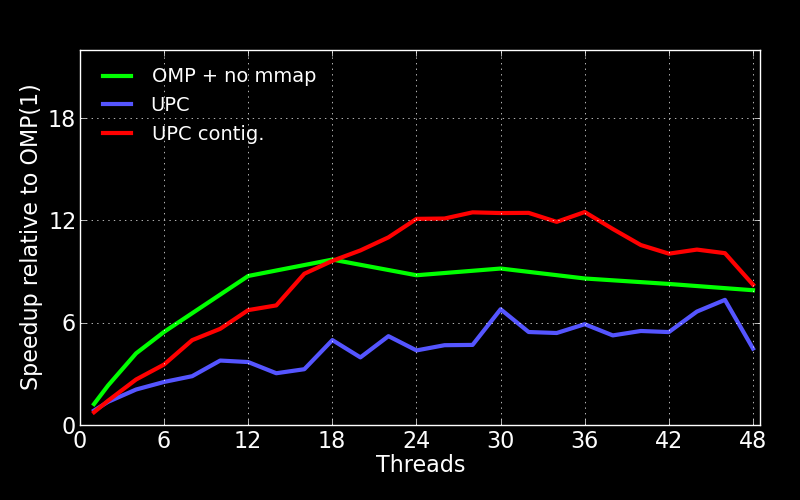 OMP + no mmap
UPC
UPC contig.
Speedup relative to OMP(1)
18
12
6
0
0 6 12 18 24 30 36 42 48
Threads